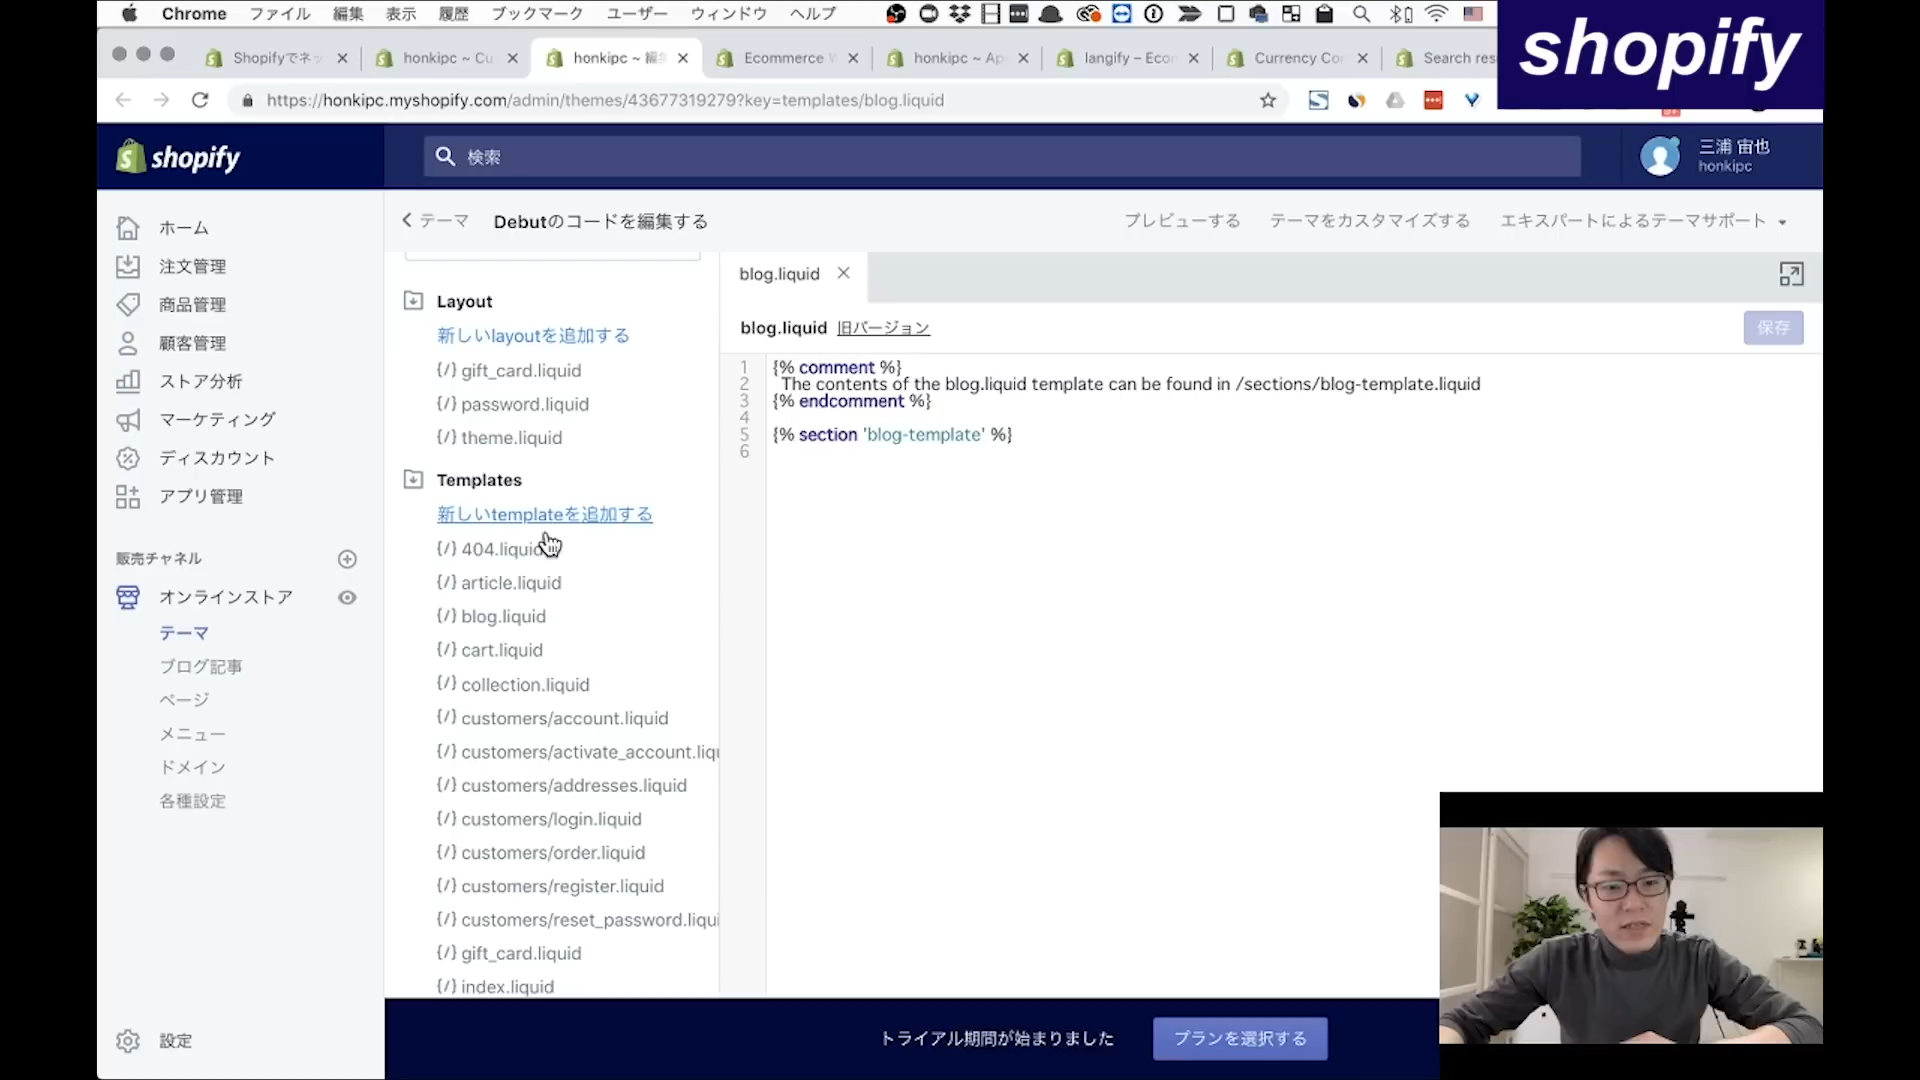 Chrome ファイル 編集 表示 履歴 ブックマーク ユーザー ウィンドウ ヘルプ
shopify
Shopifyでネッ
honkipc ~ Cu
honkipc ~ 編
Ecommerce W
honkipc ~ Ap
langify – Econ
Currency Con
Search res
https://honkipc.myshopify.com/admin/themes/43677319279?key=templates/blog.liquid
shopify
検索
三浦 宙也
honkipc
ホーム
注文管理
商品管理
顧客管理
ストア分析
マーケティング
ディスカウント
アプリ管理
販売チャネル
オンラインストア
テーマ
ブログ記事
ページ
メニュー
ドメイン
各種設定
設定
テーマ Debutのコードを編集する
プレビューする テーマをカスタマイズする エキスパートによるテーマサポート
Layout
新しいlayoutを追加する
{/} gift_card.liquid
{/} password.liquid
{/} theme.liquid
Templates
新しいtemplateを追加する
{/} 404.liquid
{/} article.liquid
{/} blog.liquid
{/} cart.liquid
{/} collection.liquid
{/} customers/account.liquid
{/} customers/activate_account.liqu
{/} customers/addresses.liquid
{/} customers/login.liquid
{/} customers/order.liquid
{/} customers/register.liquid
{/} customers/reset_password.liqui
{/} gift_card.liquid
{/} index.liquid
blog.liquid
blog.liquid 旧バージョン
保存
1 {% comment %}
2 The contents of the blog.liquid template can be found in /sections/blog-template.liquid
3 {% endcomment %}
4
5 {% section 'blog-template' %}
6
トライアル期間が始まりました
プランを選択する